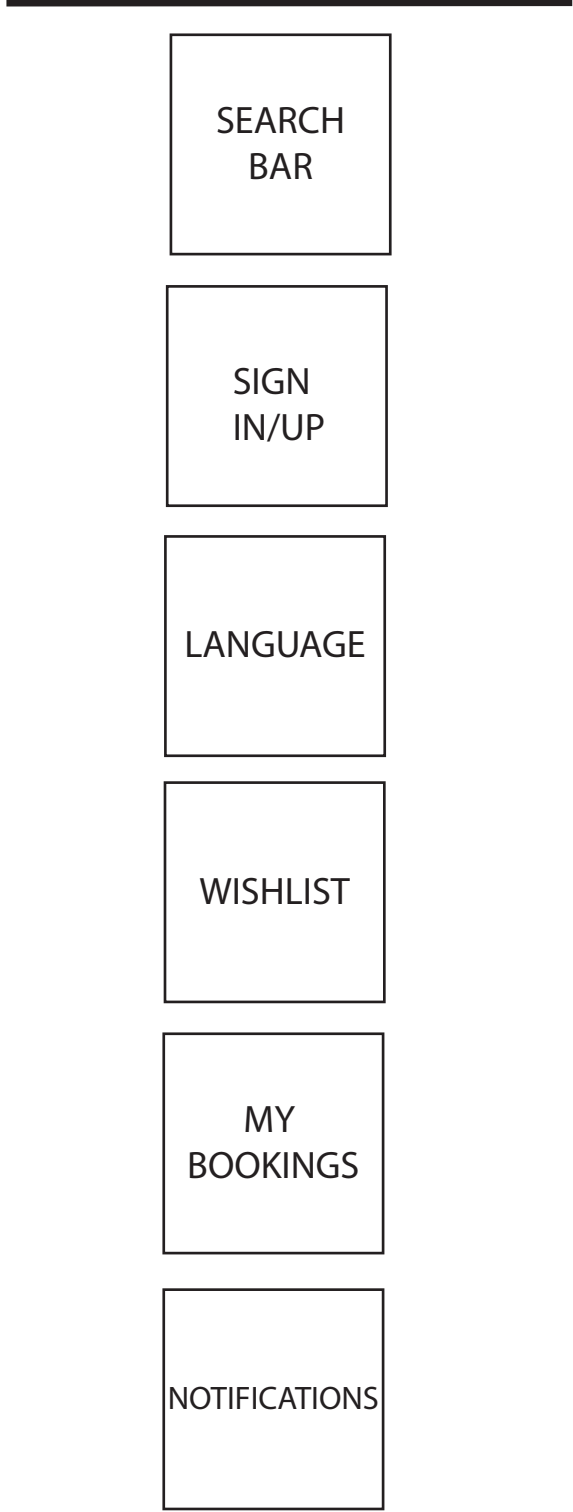 SEARCH
BAR
SIGN
IN/UP
LANGUAGE
WISHLIST
MY
BOOKINGS
NOTIFICATIONS